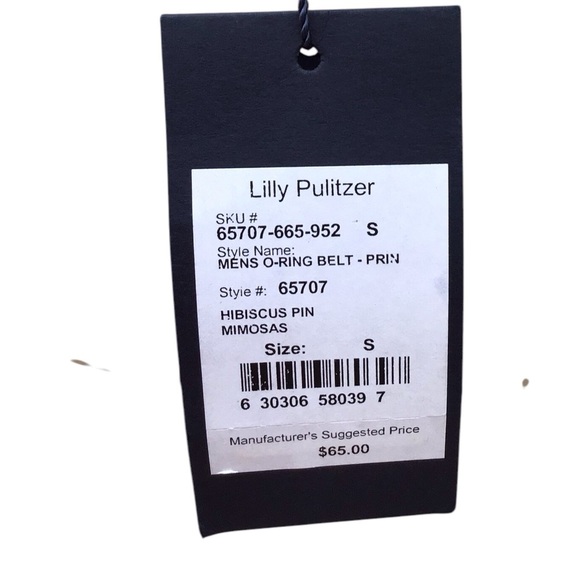 Lilly Pulitzer
SKU #
65707-665-952 S
Style Name:
MENS O-RING BELT - PRIN
Style #: 65707
HIBISCUS PIN
MIMOSAS
Size: S
6 30306 58039 7
Manufacturer's Suggested Price
$65.00